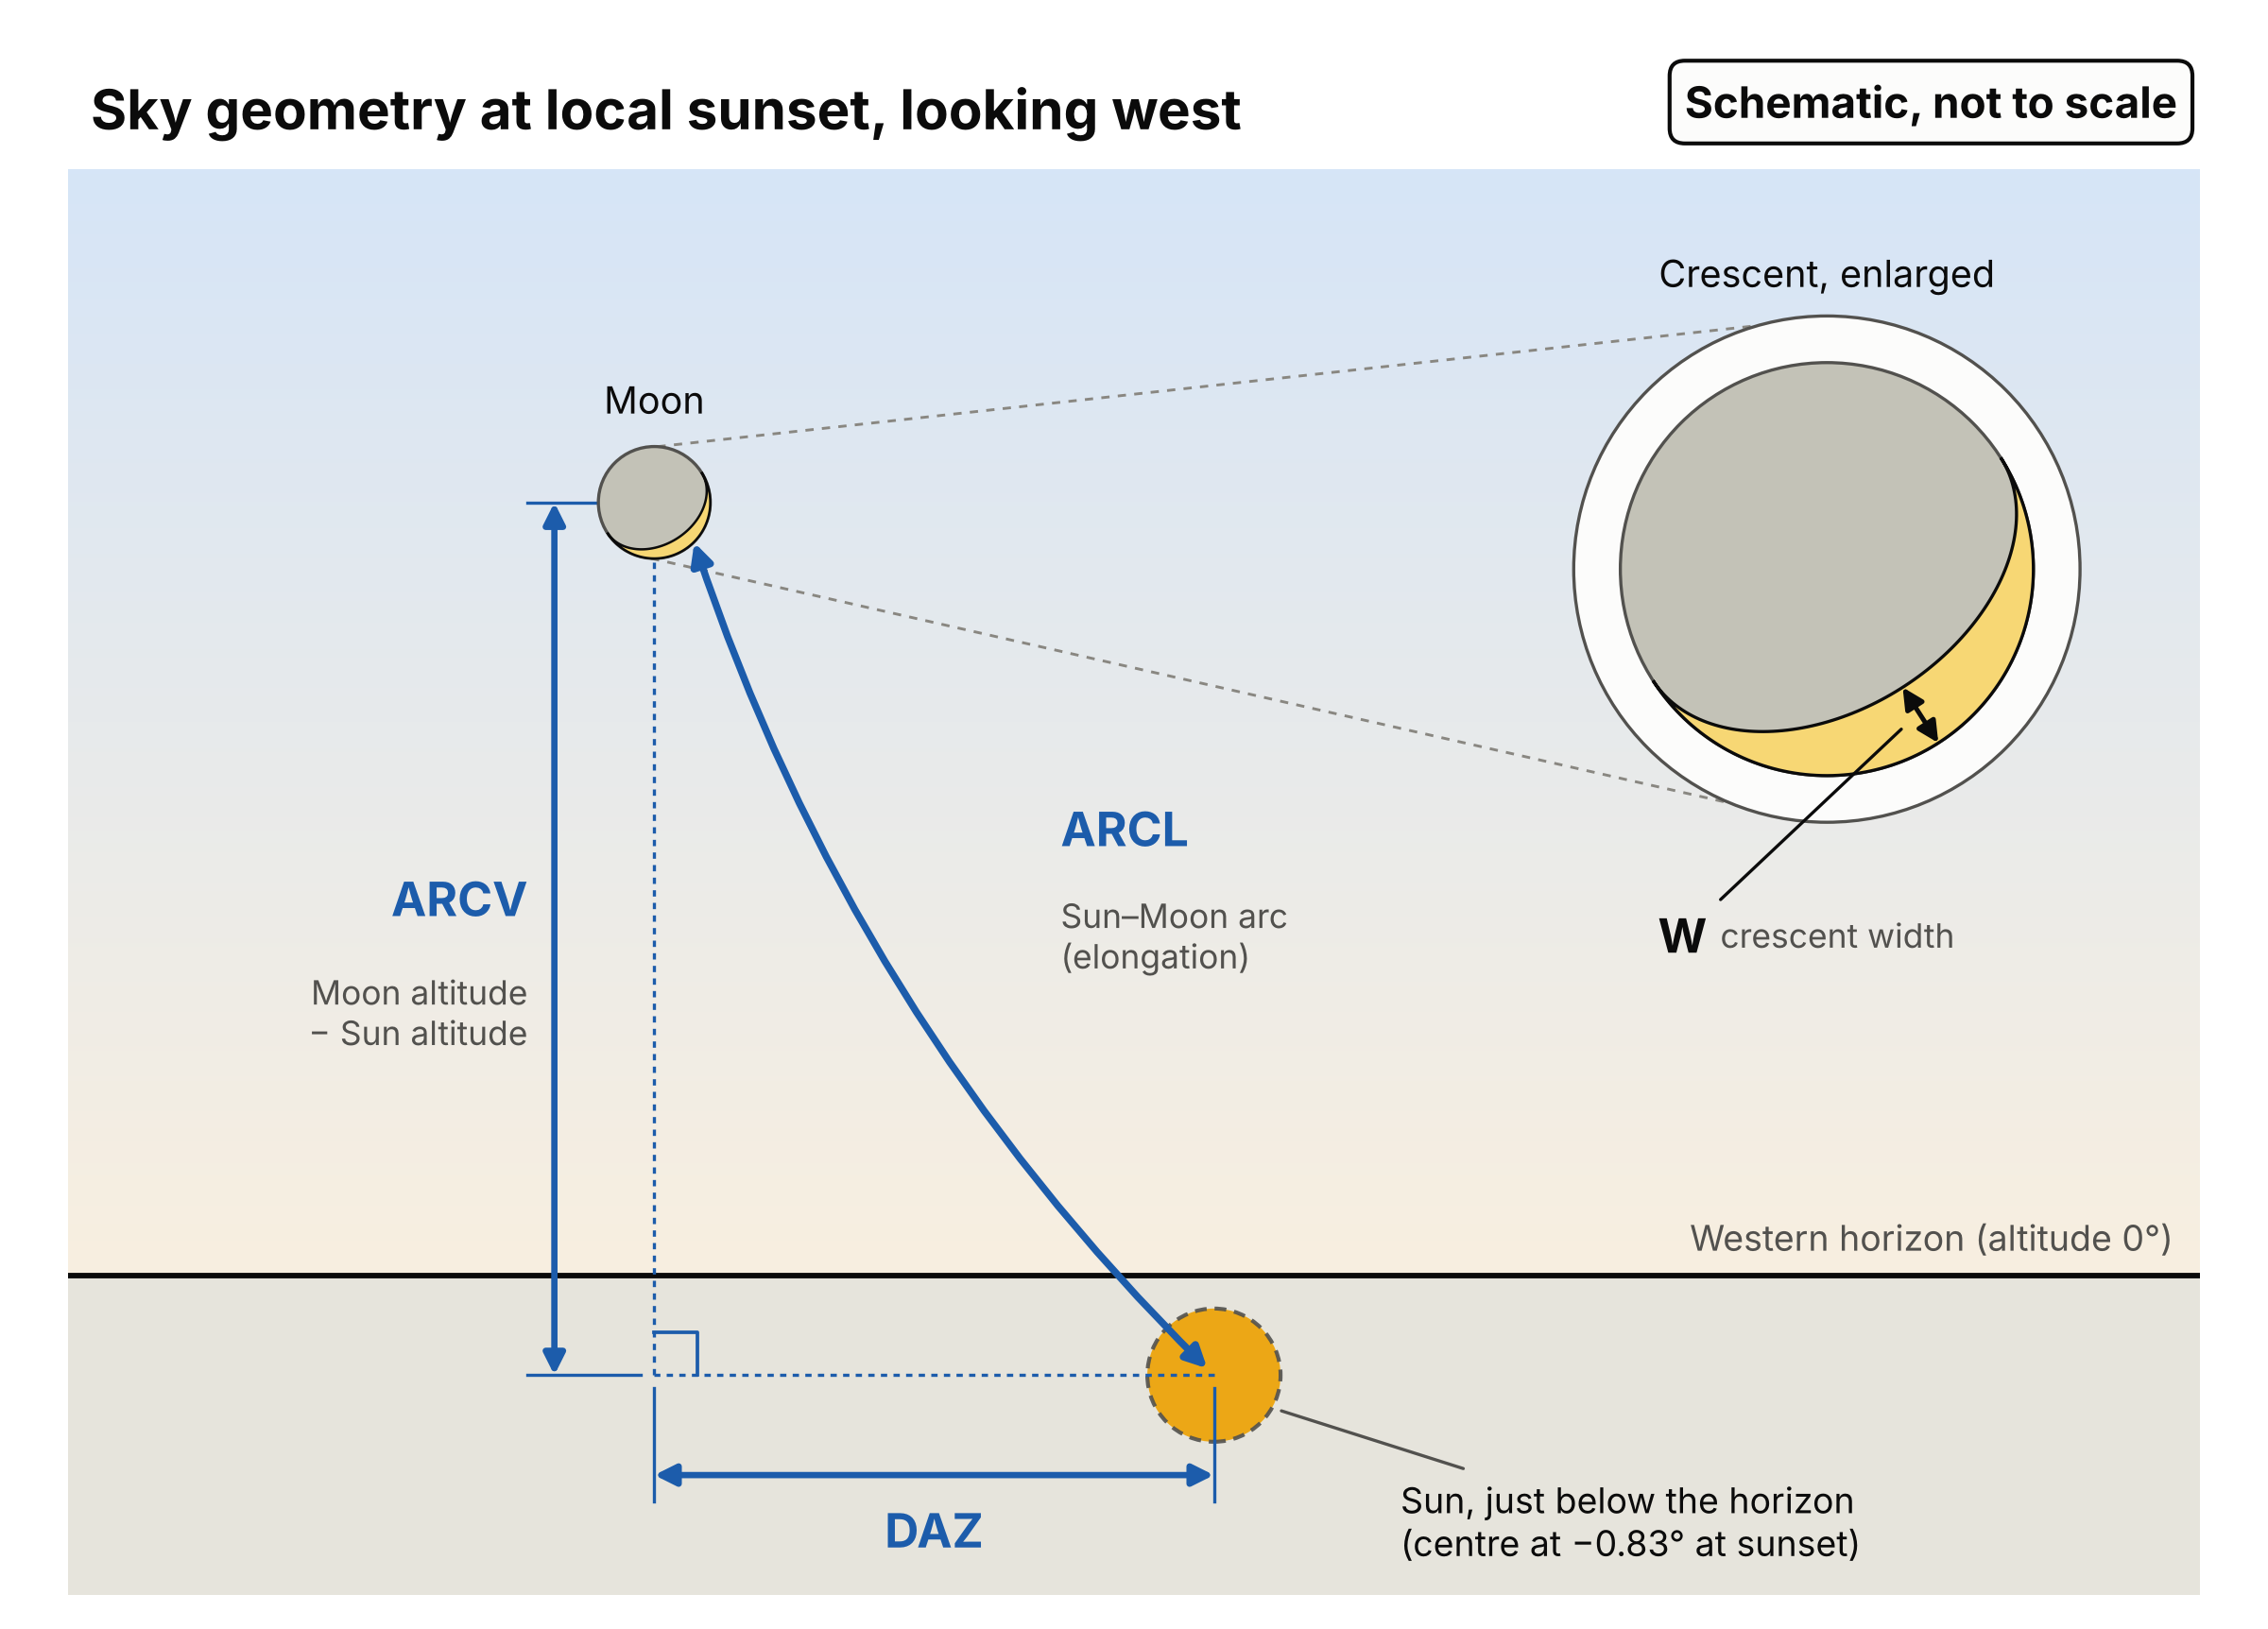 Sky geometry at local sunset, looking west
Schematic, not to scale
Crescent, enlarged
Moon
ARCL
Sun–Moon arc
(elongation)
ARCV
Moon altitude
− Sun altitude
W crescent width
Western horizon (altitude 0°)
DAZ
Sun, just below the horizon
(centre at −0.83° at sunset)